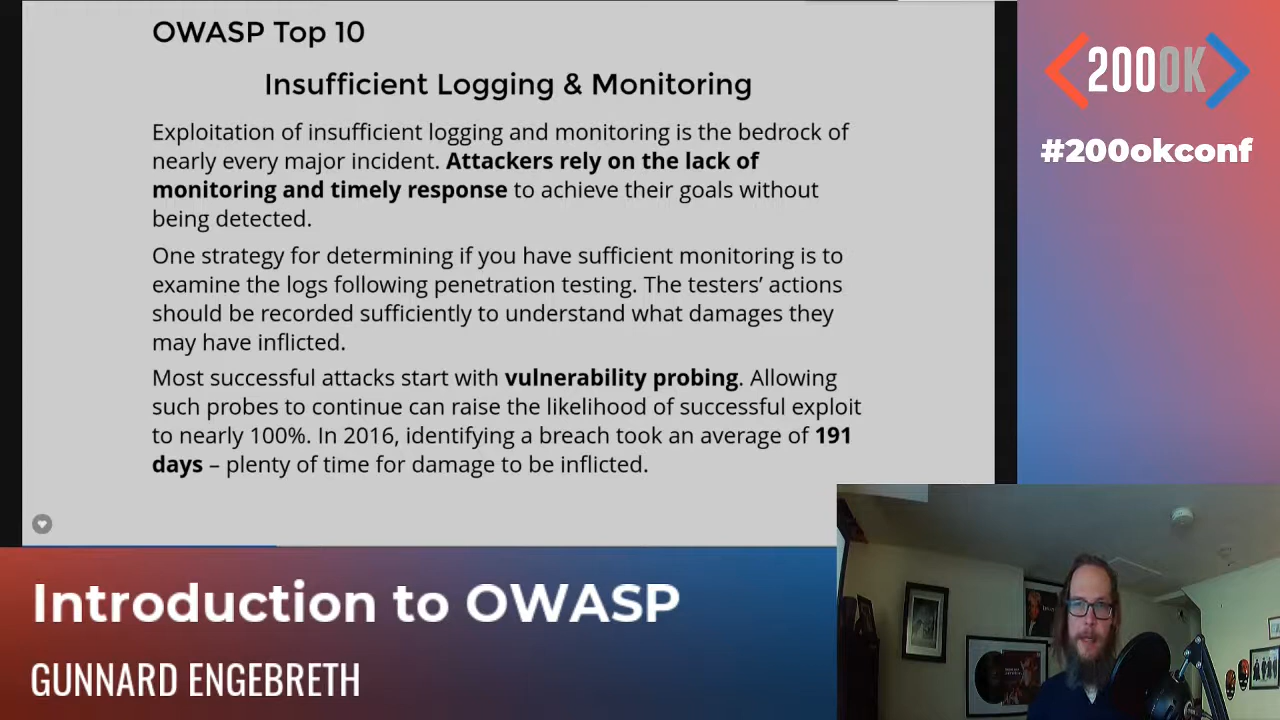 OWASP Top 10
Insufficient Logging & Monitoring
Exploitation of insufficient logging and monitoring is the bedrock of
nearly every major incident. Attackers rely on the lack of
monitoring and timely response to achieve their goals without
being detected.
One strategy for determining if you have sufficient monitoring is to
examine the logs following penetration testing. The testers’ actions
should be recorded sufficiently to understand what damages they
may have inflicted.
Most successful attacks start with vulnerability probing. Allowing
such probes to continue can raise the likelihood of successful exploit
to nearly 100%. In 2016, identifying a breach took an average of 191
days – plenty of time for damage to be inflicted.
200OK
#200okconf
Introduction to OWASP
GUNNARD ENGEBRETH